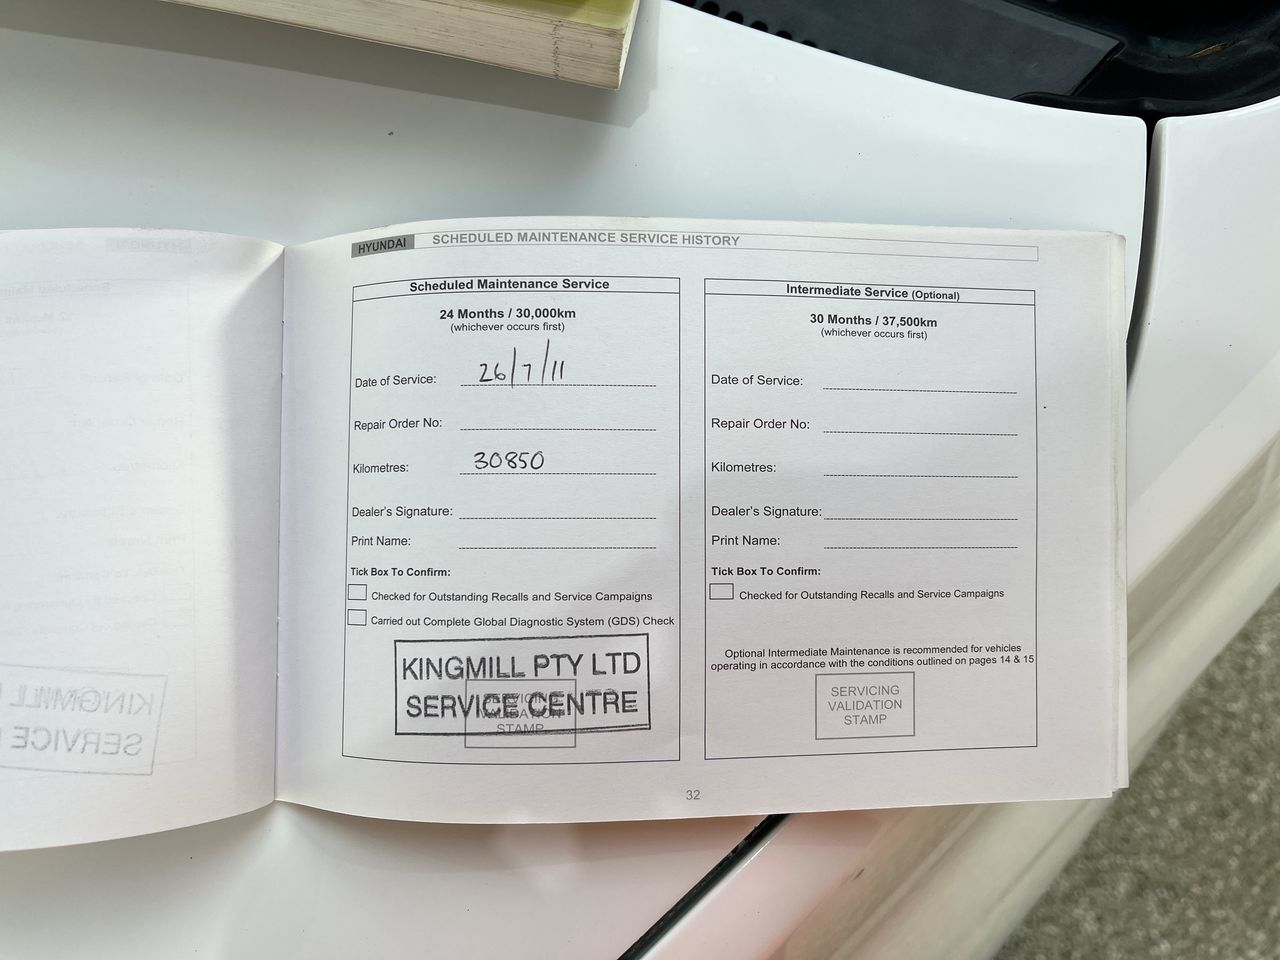 HYUNDAI SCHEDULED MAINTENANCE SERVICE HISTORY
Scheduled Maintenance Service
24 Months / 30,000km
(whichever occurs first)
Date of Service: 26/7/11
Repair Order No:
Kilometres: 30850
Dealer's Signature:
Print Name:
Tick Box To Confirm:
Checked for Outstanding Recalls and Service Campaigns
Carried out Complete Global Diagnostic System (GDS) Check
KINGMILL PTY LTD
SERVICE CENTRE
SERVICING
VALIDATION
STAMP
Intermediate Service (Optional)
30 Months / 37,500km
(whichever occurs first)
Date of Service:
Repair Order No:
Kilometres:
Dealer's Signature:
Print Name:
Tick Box To Confirm:
Checked for Outstanding Recalls and Service Campaigns
Optional Intermediate Maintenance is recommended for vehicles
operating in accordance with the conditions outlined on pages 14 & 15
SERVICING
VALIDATION
STAMP
32